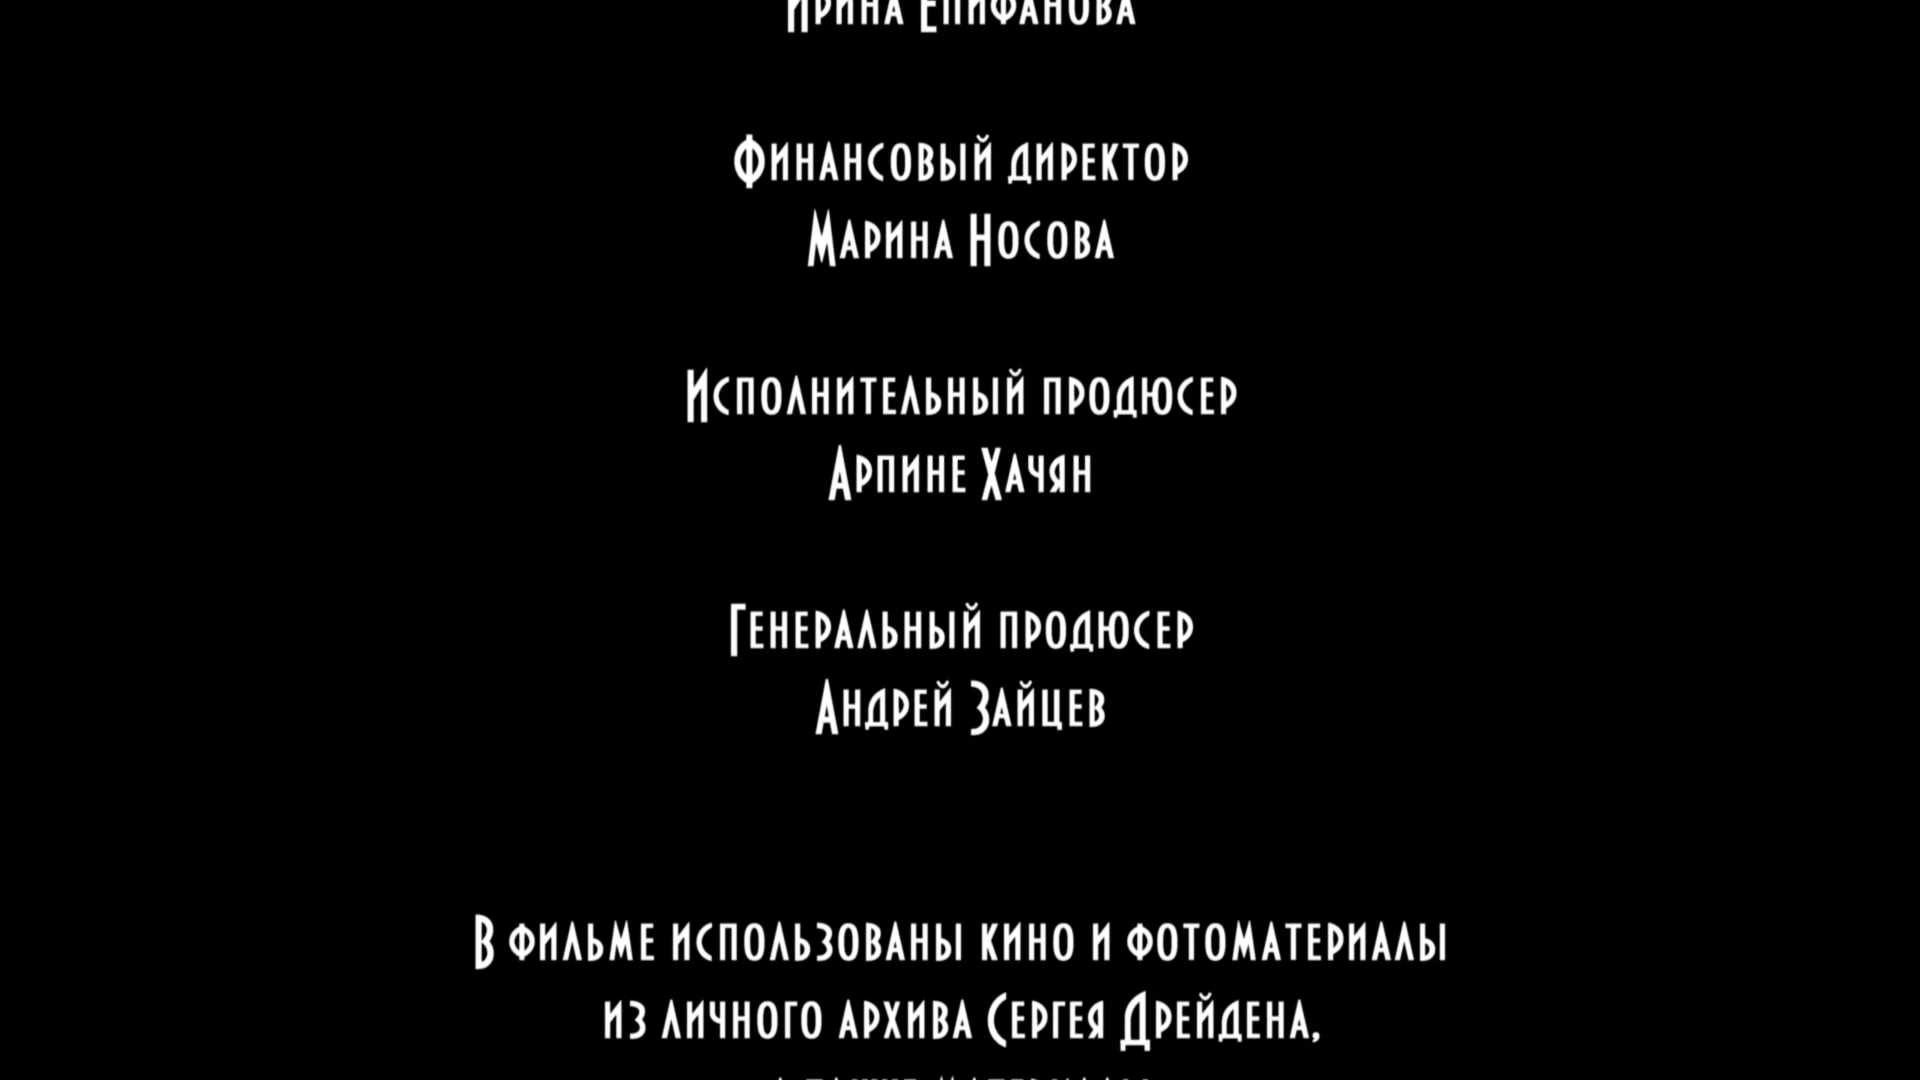 Ирина Епифанова
Финансовый директор
Марина Носова
Исполнительный продюсер
Арпине Хачян
Генеральный продюсер
Андрей Зайцев
В фильме использованы кино и фотоматериалы
из личного архива Сергея Дрейдена,